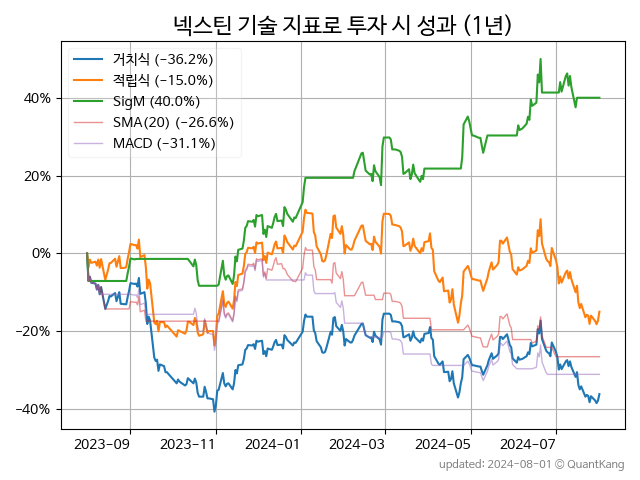 넥스틴 기술 지표로 투자 시 성과 (1년)
거치식 (−36.2%)
적립식 (−15.0%)
SigM (40.0%)
SMA(20) (−26.6%)
MACD (−31.1%)
40%
20%
0%
−20%
−40%
2023-09 2023-11 2024-01 2024-03 2024-05 2024-07
updated: 2024-08-01 © QuantKang